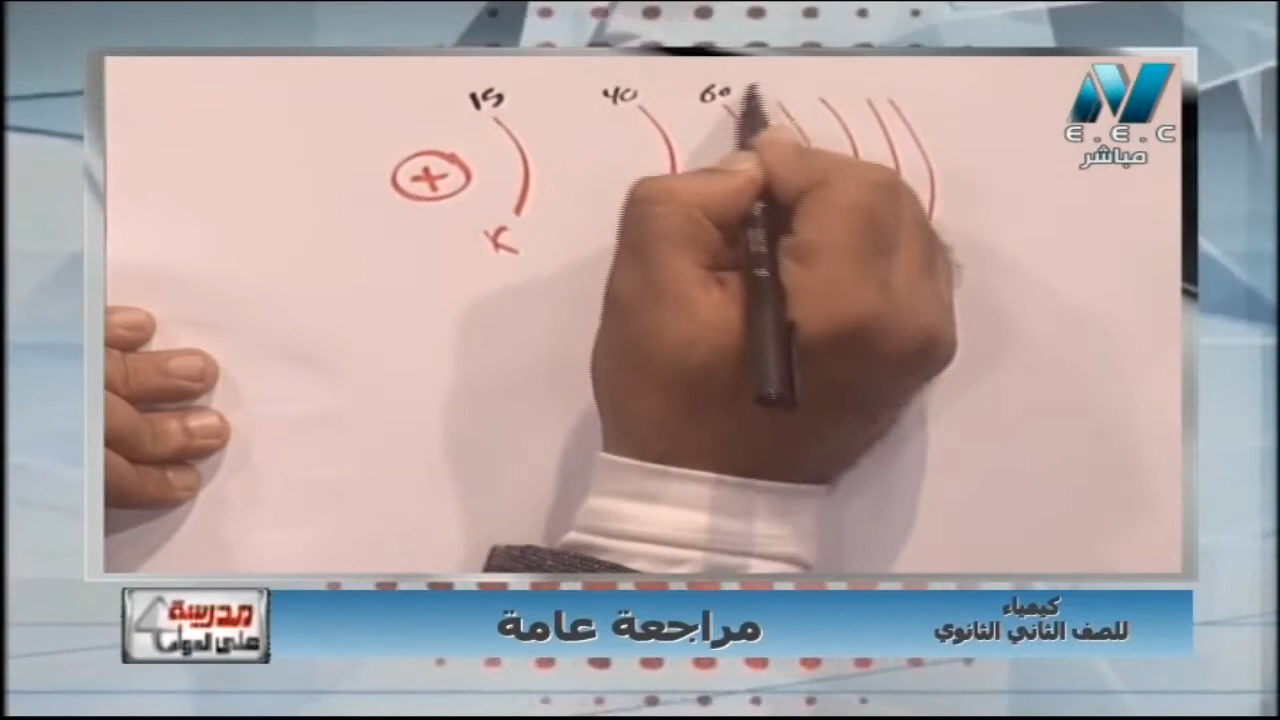 15 40 60
+
K
E.E.C
مباشر
كيمياء
للصف الثاني الثانوي
مراجعة عامة
مدرسة
على الهواء